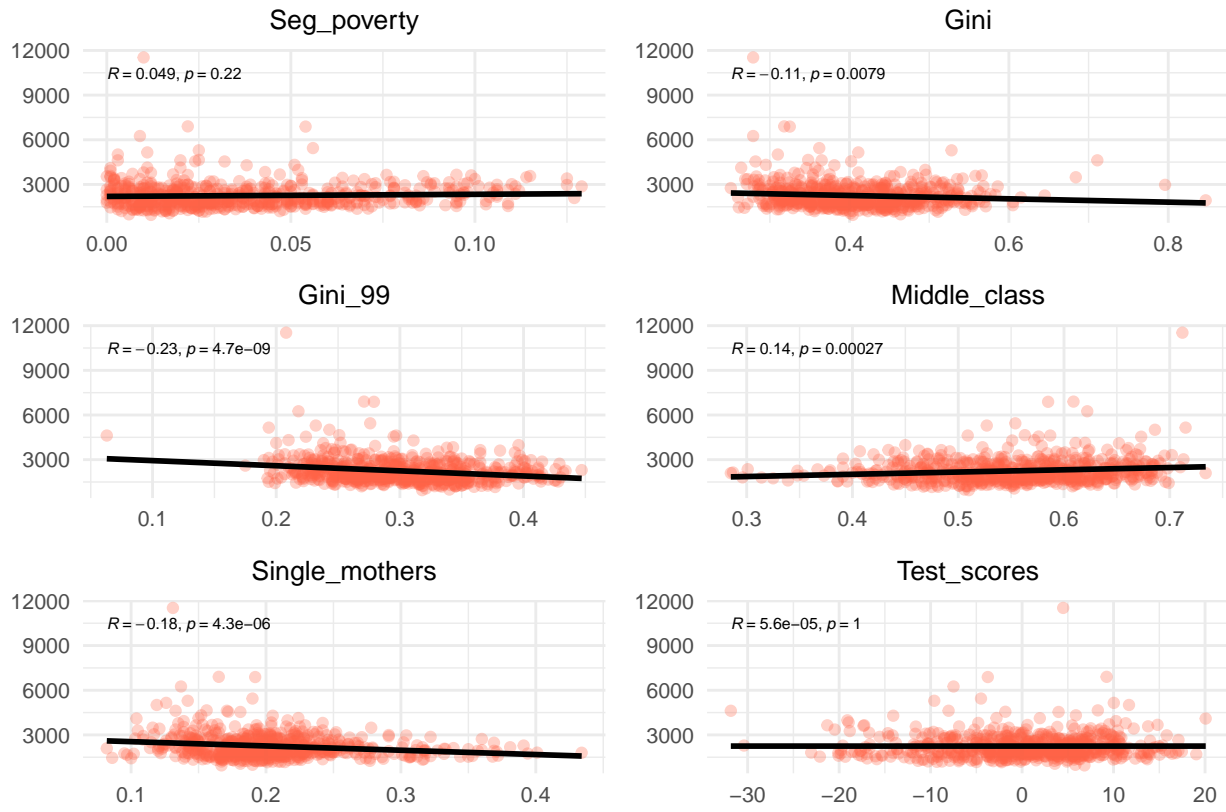 Seg_poverty
12000
9000
6000
3000
R = 0.049, p = 0.22
0.00 0.05 0.10
Gini
R = −0.11, p = 0.0079
0.4 0.6 0.8
Gini_99
12000
9000
6000
3000
R = −0.23, p = 4.7e−09
0.1 0.2 0.3 0.4
Middle_class
12000
9000
6000
3000
R = 0.14, p = 0.00027
0.3 0.4 0.5 0.6 0.7
Single_mothers
12000
9000
6000
3000
R = −0.18, p = 4.3e−06
0.1 0.2 0.3 0.4
Test_scores
12000
9000
6000
3000
R = 5.6e−05, p = 1
−30 −20 −10 0 10 20